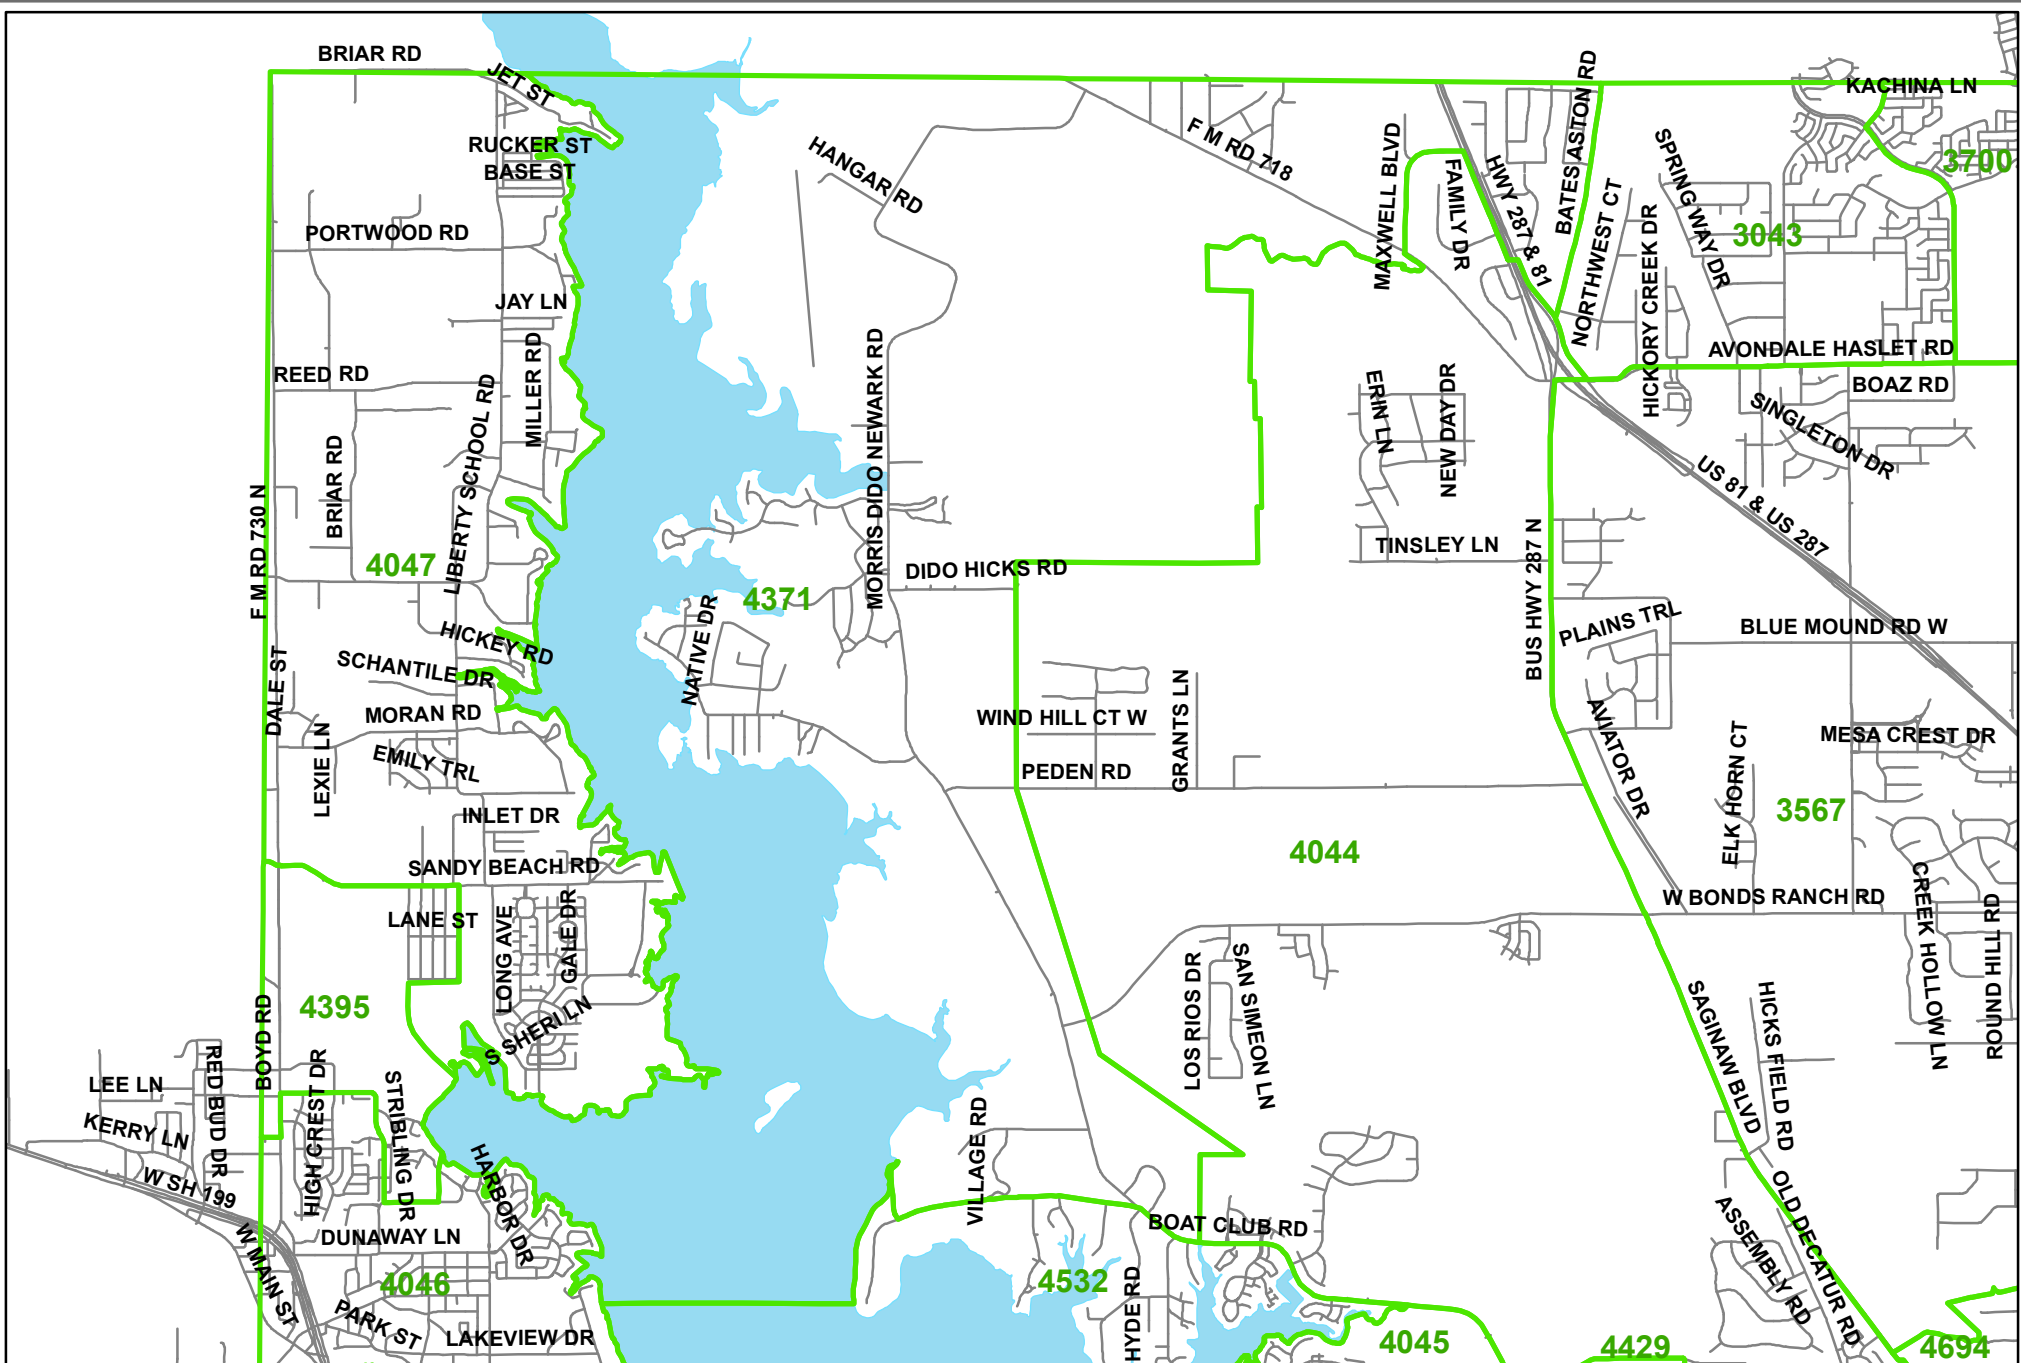 BRIAR RD
JET ST
RUCKER ST
BASE ST
HANGAR RD
F M RD 718
MAXWELL BLVD
FAMILY DR
HWY 287 & 81
BATES ASTON RD
NORTHWEST CT
HICKORY CREEK DR
SPRING WAY DR
KACHINA LN
3700
3043
PORTWOOD RD
JAY LN
MILLER RD
REED RD
BRIAR RD
LIBERTY SCHOOL RD
F M RD 730 N
4047
MORRIS DIDO NEWARK RD
AVONDALE HASLET RD
BOAZ RD
SINGLETON DR
ERIN LN
NEW DAY DR
US 81 & US 287
TINSLEY LN
BUS HWY 287 N
DIDO HICKS RD
4371
NATIVE DR
HICKEY RD
SCHANTILE DR
DALE ST
MORAN RD
LEXIE LN
EMILY TRL
PLAINS TRL
BLUE MOUND RD W
WIND HILL CT W
GRANTS LN
PEDEN RD
AVIATOR DR
ELK HORN CT
MESA CREST DR
3567
INLET DR
SANDY BEACH RD
4044
LANE ST
LONG AVE
GALE DR
W BONDS RANCH RD
CREEK HOLLOW LN
ROUND HILL RD
4395
S SHERI LN
BOYD RD
LOS RIOS DR
SAN SIMEON LN
SAGINAW BLVD
HICKS FIELD RD
LEE LN
RED BUD DR
KERRY LN
HIGH CREST DR
STRIBLING DR
HARBOR DR
VILLAGE RD
W SH 199
W MAIN ST
DUNAWAY LN
4046
PARK ST
LAKEVIEW DR
BOAT CLUB RD
4532
HYDE RD
4045
ASSEMBLY RD
OLD DECATUR RD
4429
4694